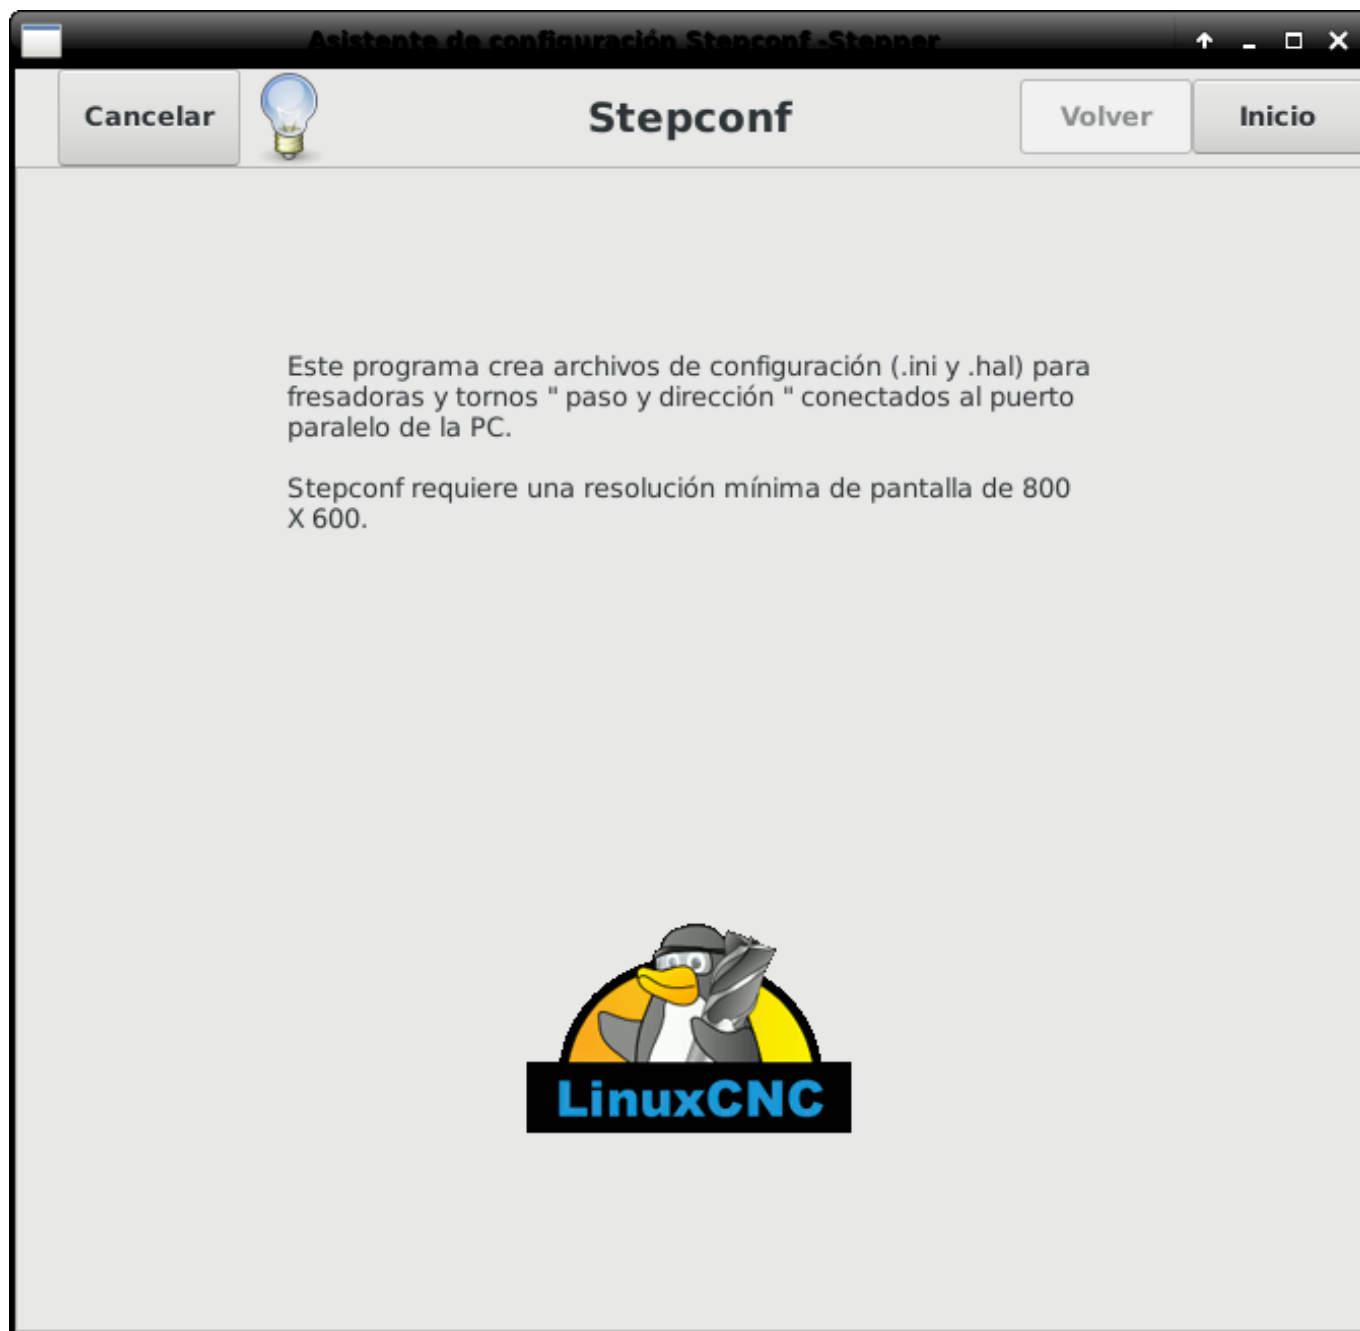 Asistente de configuración Stepconf -Stepper
Cancelar
Stepconf
Volver
Inicio
Este programa crea archivos de configuración (.ini y .hal) para
fresadoras y tornos " paso y dirección " conectados al puerto
paralelo de la PC.
Stepconf requiere una resolución mínima de pantalla de 800
X 600.
LinuxCNC